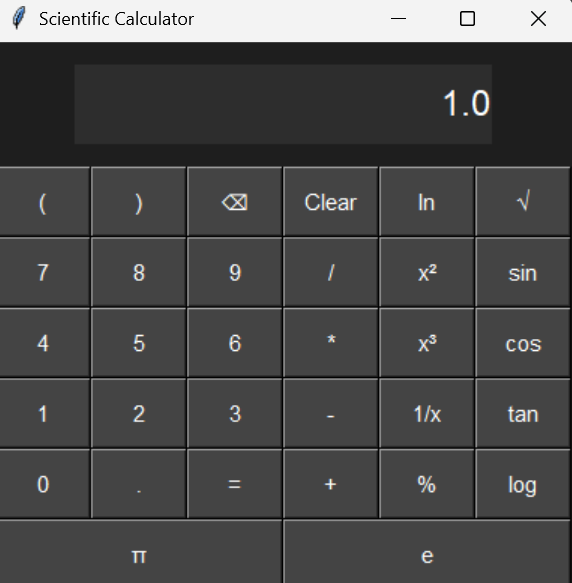 Scientific Calculator
1.0
( ) ⌫ Clear ln √
7 8 9 / x² sin
4 5 6 * x³ cos
1 2 3 - 1/x tan
0 . = + % log
π e